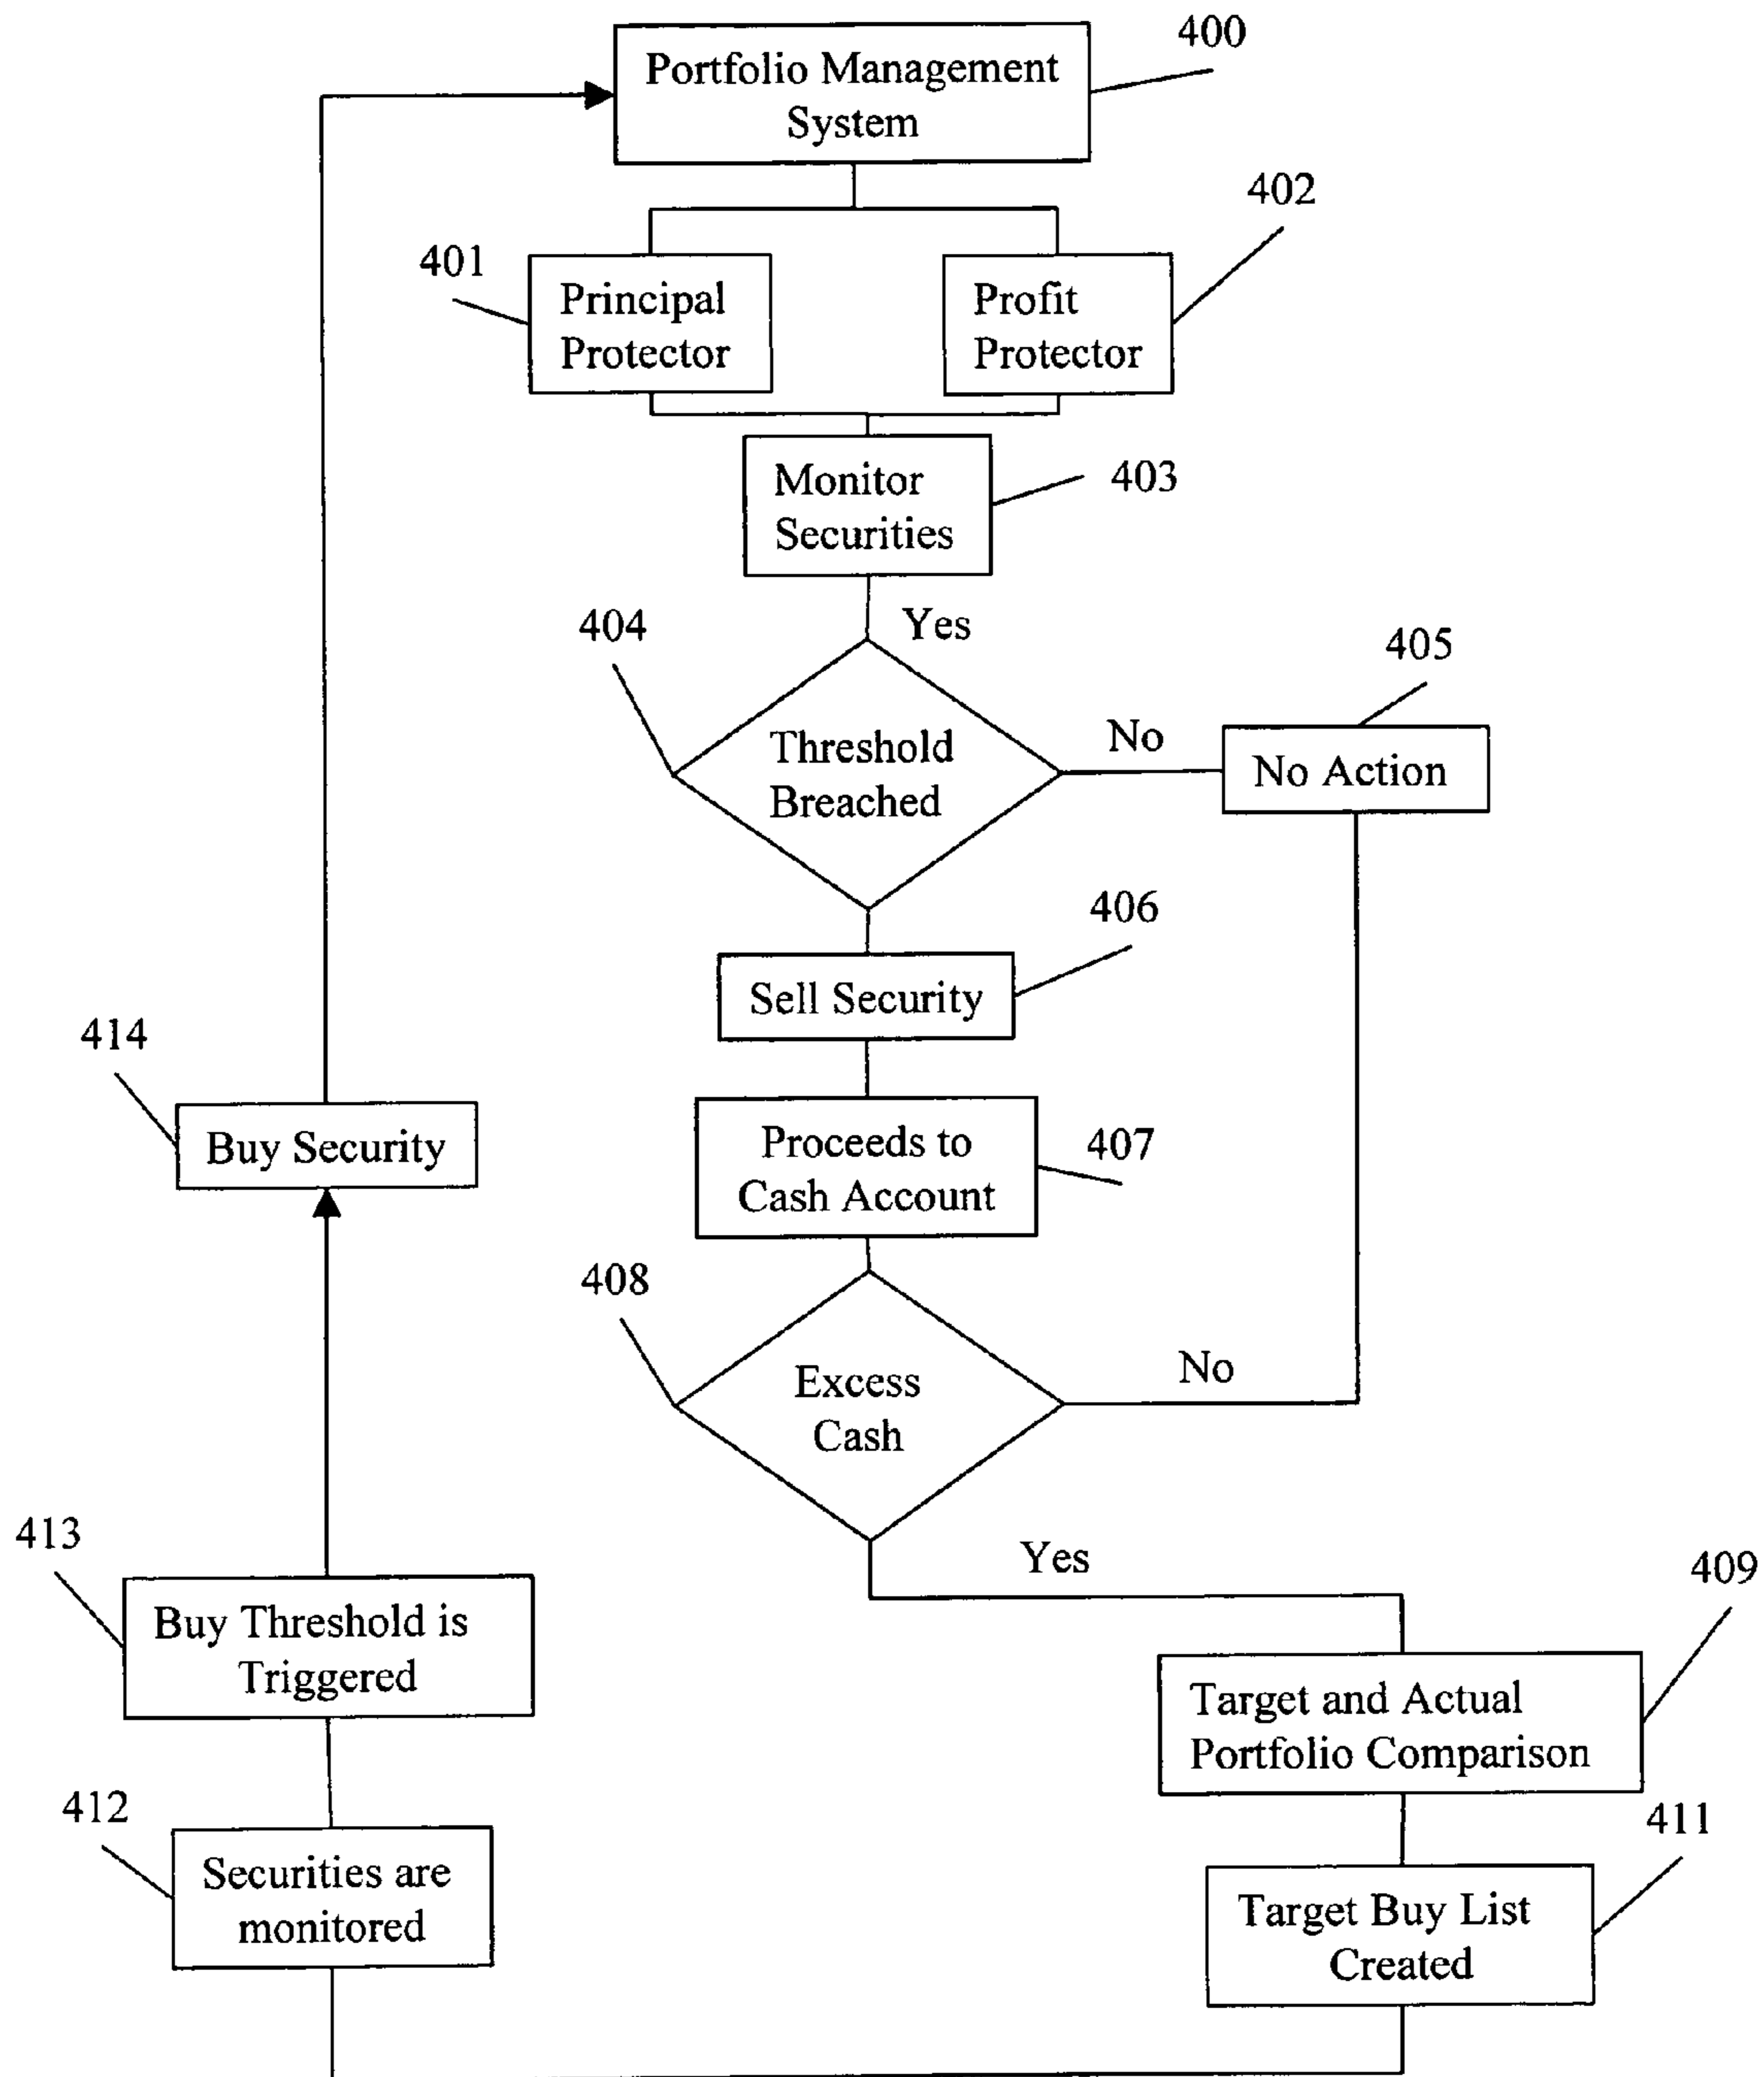 400
Portfolio Management
System
402
401
Principal
Protector
Profit
Protector
Monitor
Securities
403
404
Yes
405
Threshold
Breached
No
No Action
406
Sell Security
414
Buy Security
Proceeds to
Cash Account
407
408
Excess
Cash
No
413
Yes
409
Buy Threshold is
Triggered
Target and Actual
Portfolio Comparison
412
411
Securities are
monitored
Target Buy List
Created